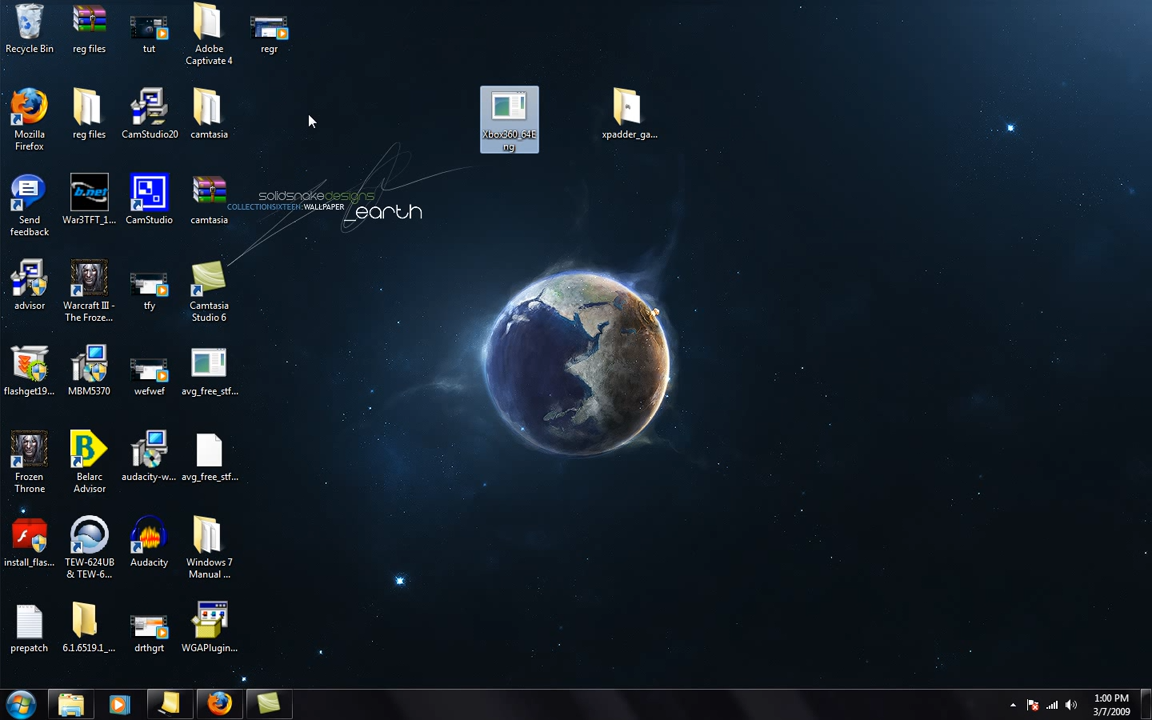 Recycle Bin
reg files
tut
Adobe
Captivate 4
regr
Mozilla
Firefox
reg files
CamStudio20
camtasia
Xbox360_64E
ng
xpadder_ga...
Send
feedback
b.net
War3TFT_1...
CamStudio
camtasia
solidsnakedesigns
COLLECTIONSIXTEEN::WALLPAPER
_earth
advisor
Warcraft III -
The Froze...
tfy
Camtasia
Studio 6
flashget19...
MBM5370
wefwef
avg_free_stf...
Frozen
Throne
Belarc
Advisor
audacity-w...
avg_free_stf...
install_flas...
TEW-624UB
& TEW-6...
Audacity
Windows 7
Manual ...
prepatch
6.1.6519.1_...
drthgrt
WGAPlugin...
1:00 PM
3/7/2009